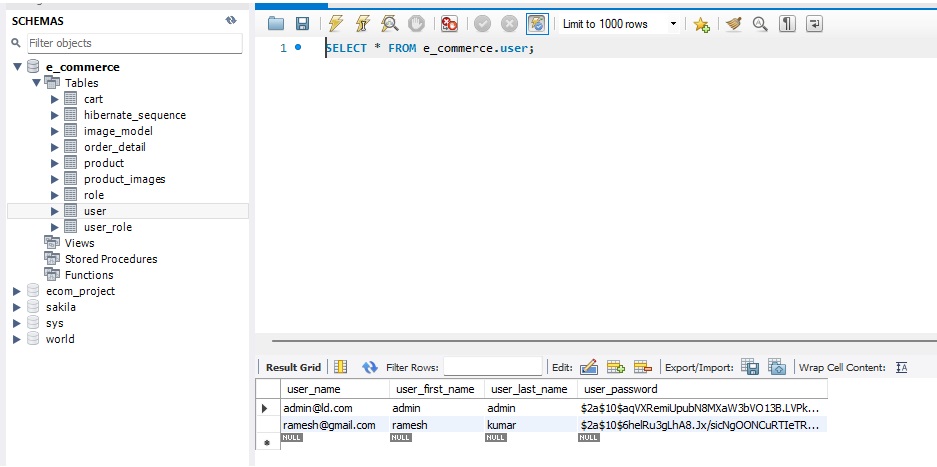 SCHEMAS
Filter objects
e_commerce
Tables
cart
hibernate_sequence
image_model
order_detail
product
product_images
role
user
user_role
Views
Stored Procedures
Functions
ecom_project
sakila
sys
world
Limit to 1000 rows
1 SELECT * FROM e_commerce.user;
Result Grid Filter Rows: Edit: Export/Import: Wrap Cell Content: IA
user_name user_first_name user_last_name user_password
admin@ld.com admin admin $2a$10$aqVXRemiUpubN8MXaW3bVO13B.LVPk...
ramesh@gmail.com ramesh kumar $2a$10$6helRu3gLhA8.Jx/sicNgOONCuRTIeTR...
NULL NULL NULL NULL